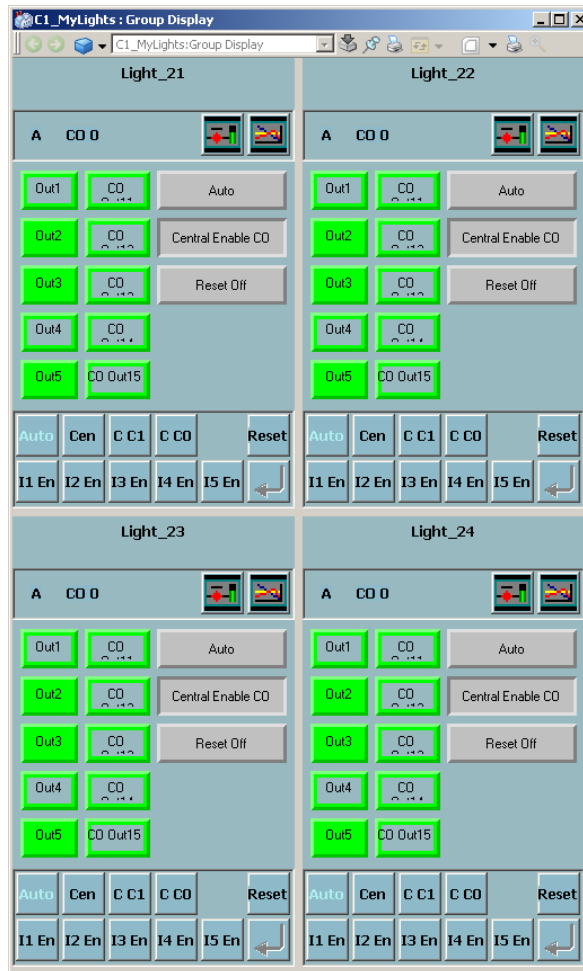 C1_MyLights : Group Display
C1_MyLights:Group Display
Light_21
A CO 0
Out1 CO Auto
Out2 CO Central Enable CO
Out3 CO Reset Off
Out4 CO
Out5 CO Out15
Auto Cen C C1 C C0 Reset
I1 En I2 En I3 En I4 En I5 En
Light_22
A CO 0
Out1 CO Auto
Out2 CO Central Enable CO
Out3 CO Reset Off
Out4 CO
Out5 CO Out15
Auto Cen C C1 C C0 Reset
I1 En I2 En I3 En I4 En I5 En
Light_23
A CO 0
Out1 CO Auto
Out2 CO Central Enable CO
Out3 CO Reset Off
Out4 CO
Out5 CO Out15
Auto Cen C C1 C C0 Reset
I1 En I2 En I3 En I4 En I5 En
Light_24
A CO 0
Out1 CO Auto
Out2 CO Central Enable CO
Out3 CO Reset Off
Out4 CO
Out5 CO Out15
Auto Cen C C1 C C0 Reset
I1 En I2 En I3 En I4 En I5 En